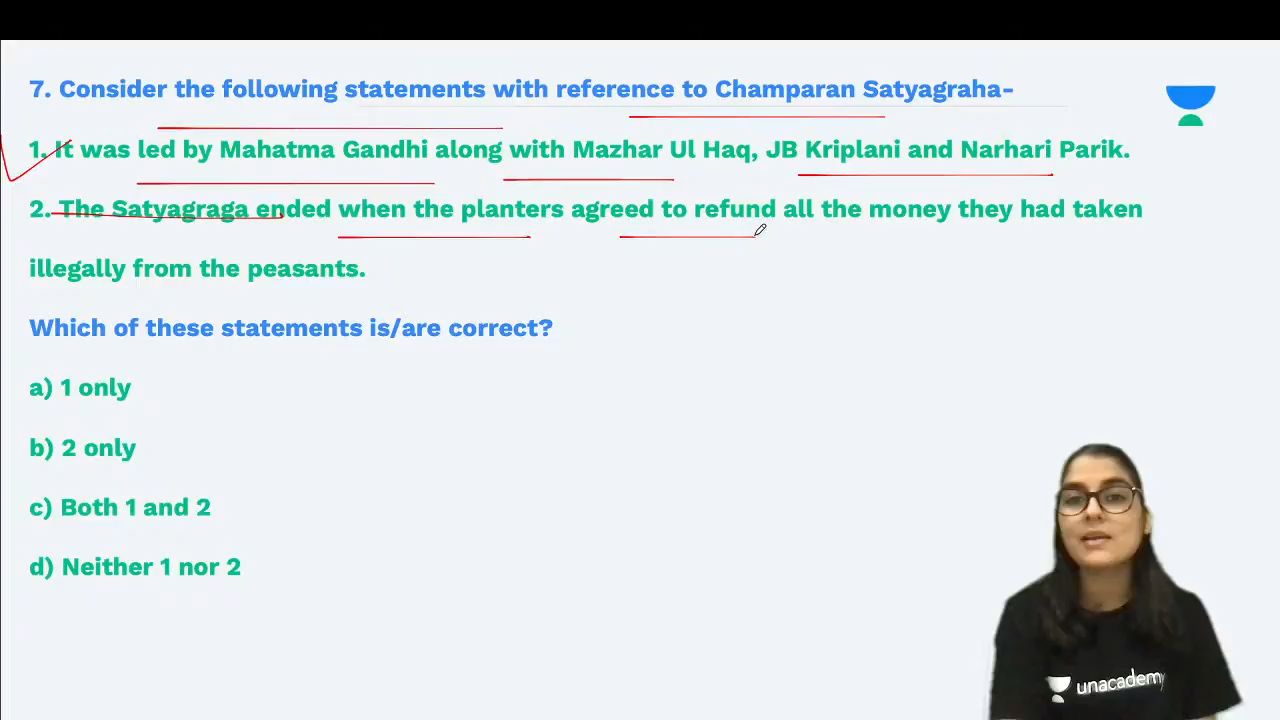 7. Consider the following statements with reference to Champaran Satyagraha-
1. It was led by Mahatma Gandhi along with Mazhar Ul Haq, JB Kriplani and Narhari Parik.
2. The Satyagraga ended when the planters agreed to refund all the money they had taken
illegally from the peasants.
Which of these statements is/are correct?
a) 1 only
b) 2 only
c) Both 1 and 2
d) Neither 1 nor 2
unacademy